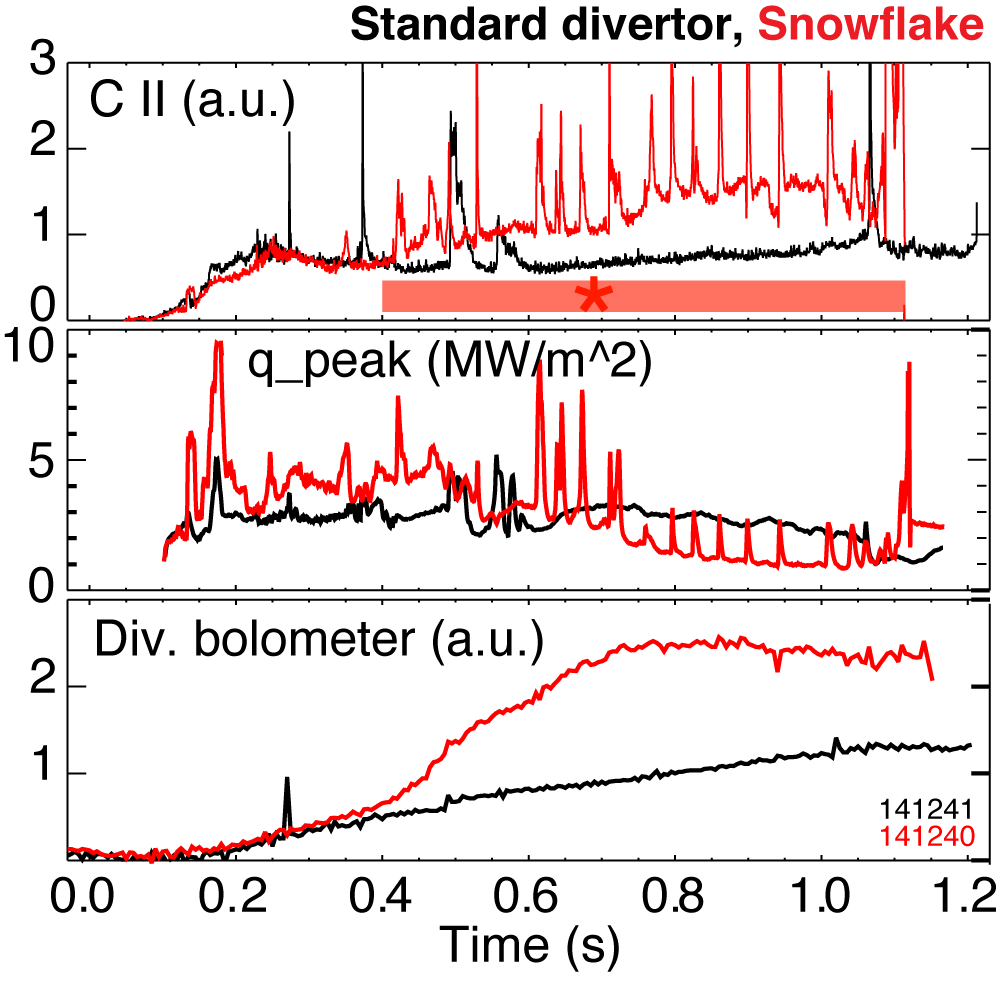 Standard divertor, Snowflake
3
C II (a.u.)
2
1
0
*
10
q_peak (MW/m^2)
5
0
Div. bolometer (a.u.)
2
1
141241
141240
0.0 0.2 0.4 0.6 0.8 1.0 1.2
Time (s)